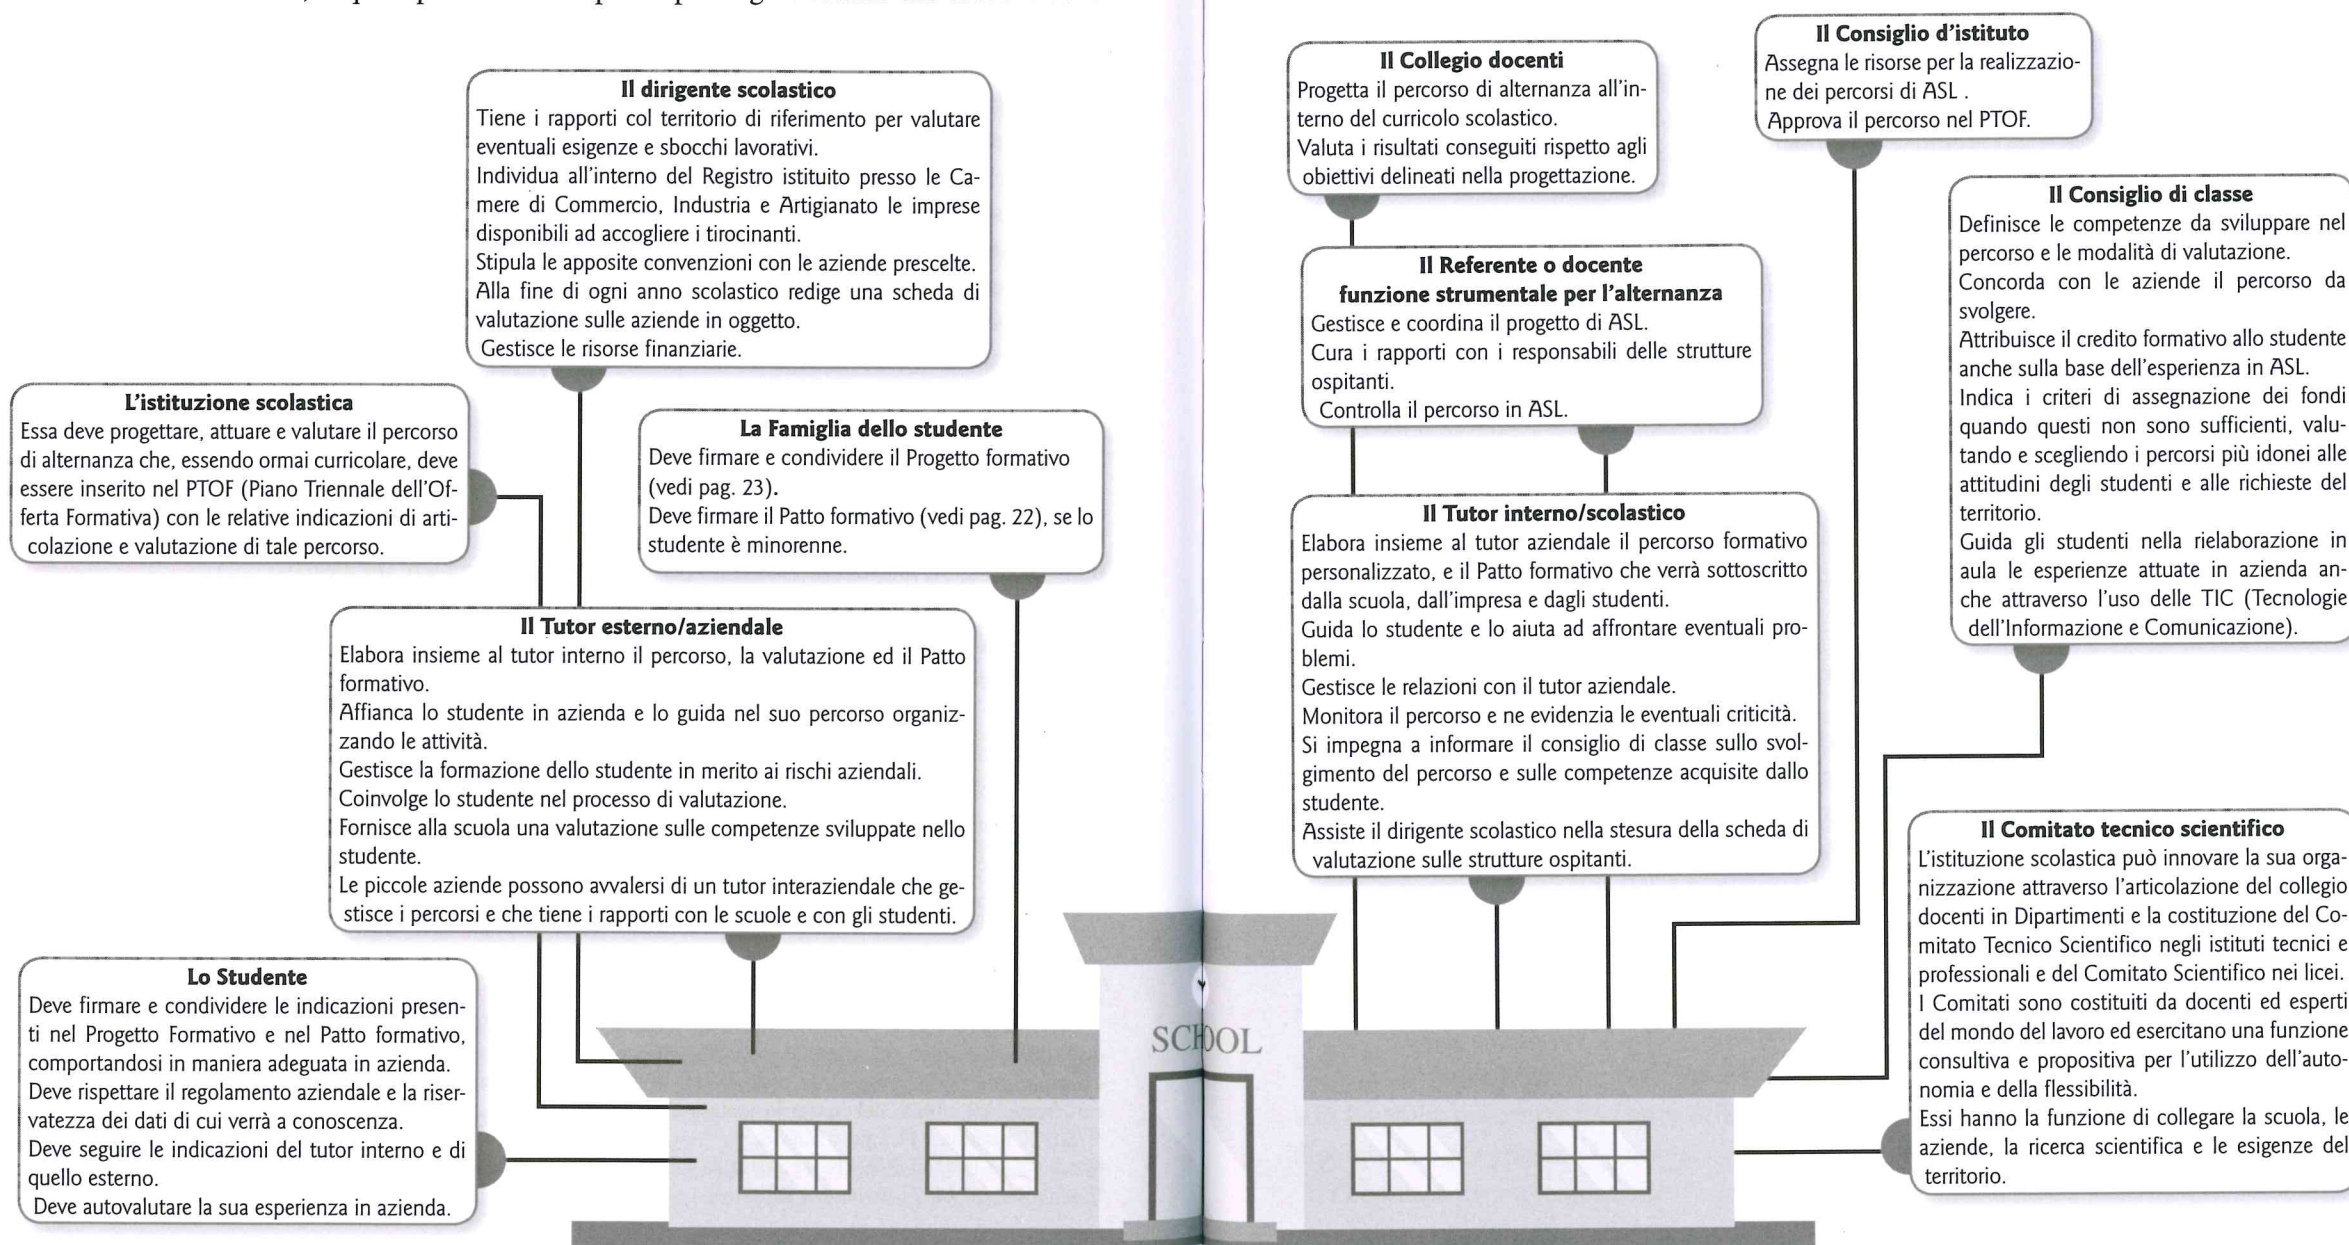 Il dirigente scolastico
Tiene i rapporti col territorio di riferimento per valutare
eventuali esigenze e sbocchi lavorativi.
Individua all'interno del Registro istituito presso le Ca-
mere di Commercio, Industria e Artigianato le imprese
disponibili ad accogliere i tirocinanti.
Stipula le apposite convenzioni con le aziende prescelte.
Alla fine di ogni anno scolastico redige una scheda di
valutazione sulle aziende in oggetto.
Gestisce le risorse finanziarie.
L'istituzione scolastica
Essa deve progettare, attuare e valutare il percorso
di alternanza che, essendo ormai curricolare, deve
essere inserito nel PTOF (Piano Triennale dell'Of-
ferta Formativa) con le relative indicazioni di arti-
colazione e valutazione di tale percorso.
La Famiglia dello studente
Deve firmare e condividere il Progetto formativo
(vedi pag. 23).
Deve firmare il Patto formativo (vedi pag. 22), se lo
studente è minorenne.
Il Tutor esterno/aziendale
Elabora insieme al tutor interno il percorso, la valutazione ed il Patto
formativo.
Affianca lo studente in azienda e lo guida nel suo percorso organiz-
zando le attività.
Gestisce la formazione dello studente in merito ai rischi aziendali.
Coinvolge lo studente nel processo di valutazione.
Fornisce alla scuola una valutazione sulle competenze sviluppate nello
studente.
Le piccole aziende possono avvalersi di un tutor interaziendale che ge-
stisce i percorsi e che tiene i rapporti con le scuole e con gli studenti.
Lo Studente
Deve firmare e condividere le indicazioni presen-
ti nel Progetto Formativo e nel Patto formativo,
comportandosi in maniera adeguata in azienda.
Deve rispettare il regolamento aziendale e la riser-
vatezza dei dati di cui verrà a conoscenza.
Deve seguire le indicazioni del tutor interno e di
quello esterno.
Deve autovalutare la sua esperienza in azienda.
SCHOOL
Il Collegio docenti
Progetta il percorso di alternanza all'in-
terno del curricolo scolastico.
Valuta i risultati conseguiti rispetto agli
obiettivi delineati nella progettazione.
Il Consiglio d'istituto
Assegna le risorse per la realizzazio-
ne dei percorsi di ASL .
Approva il percorso nel PTOF.
Il Referente o docente
funzione strumentale per l'alternanza
Gestisce e coordina il progetto di ASL.
Cura i rapporti con i responsabili delle strutture
ospitanti.
Controlla il percorso in ASL.
Il Consiglio di classe
Definisce le competenze da sviluppare nel
percorso e le modalità di valutazione.
Concorda con le aziende il percorso da
svolgere.
Attribuisce il credito formativo allo studente
anche sulla base dell'esperienza in ASL.
Indica i criteri di assegnazione dei fondi
quando questi non sono sufficienti, valu-
tando e scegliendo i percorsi più idonei alle
attitudini degli studenti e alle richieste del
territorio.
Guida gli studenti nella rielaborazione in
aula le esperienze attuate in azienda an-
che attraverso l'uso delle TIC (Tecnologie
dell'Informazione e Comunicazione).
Il Tutor interno/scolastico
Elabora insieme al tutor aziendale il percorso formativo
personalizzato, e il Patto formativo che verrà sottoscritto
dalla scuola, dall'impresa e dagli studenti.
Guida lo studente e lo aiuta ad affrontare eventuali pro-
blemi.
Gestisce le relazioni con il tutor aziendale.
Monitora il percorso e ne evidenzia le eventuali criticità.
Si impegna a informare il consiglio di classe sullo svol-
gimento del percorso e sulle competenze acquisite dallo
studente.
Assiste il dirigente scolastico nella stesura della scheda di
valutazione sulle strutture ospitanti.
Il Comitato tecnico scientifico
L'istituzione scolastica può innovare la sua orga-
nizzazione attraverso l'articolazione del collegio
docenti in Dipartimenti e la costituzione del Co-
mitato Tecnico Scientifico negli istituti tecnici e
professionali e del Comitato Scientifico nei licei.
I Comitati sono costituiti da docenti ed esperti
del mondo del lavoro ed esercitano una funzione
consultiva e propositiva per l'utilizzo dell'auto-
nomia e della flessibilità.
Essi hanno la funzione di collegare la scuola, le
aziende, la ricerca scientifica e le esigenze del
territorio.